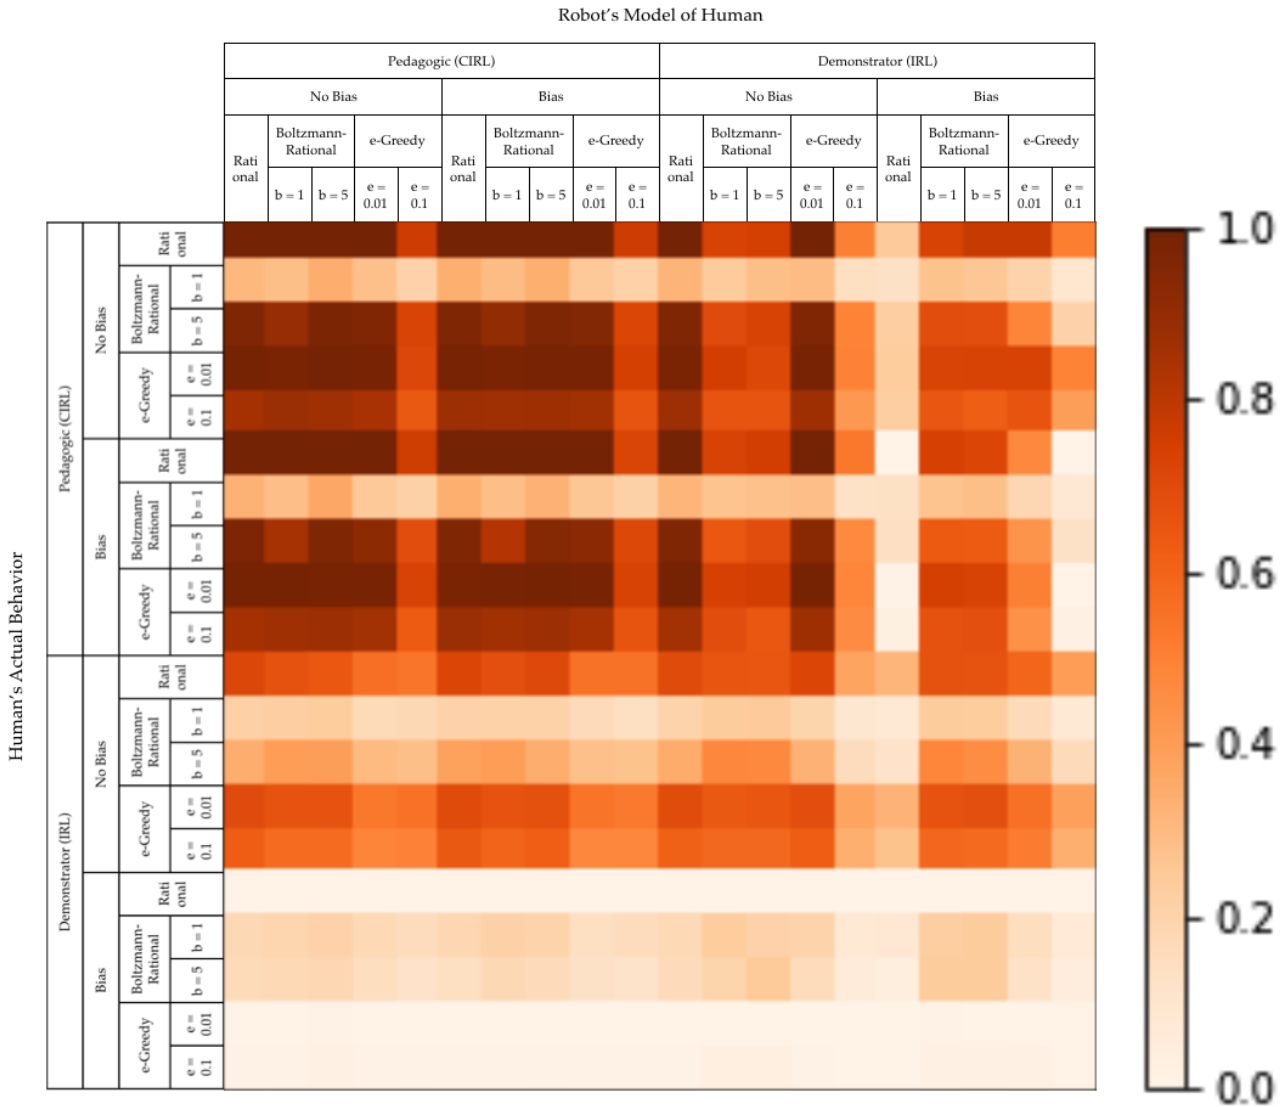 Robot's Model of Human
Pedagogic (CIRL) Demonstrator (IRL)
No Bias Bias No Bias Bias
Rati
onal
Boltzmann-
Rational
e-Greedy
Rati
onal
Boltzmann-
Rational
e-Greedy
Rati
onal
Boltzmann-
Rational
e-Greedy
Rati
onal
Boltzmann-
Rational
e-Greedy
b = 1 b = 5 e =
0.01 e =
0.1
b = 1 b = 5 e =
0.01 e =
0.1
b = 1 b = 5 e =
0.01 e =
0.1
b = 1 b = 5 e =
0.01 e =
0.1
Human's Actual Behavior
Pedagogic (CIRL)
No Bias
Rati
onal
Boltzmann-
Rational
b = 1
b = 5
e-Greedy
e =
0.01
e =
0.1
Bias
Rati
onal
Boltzmann-
Rational
b = 1
b = 5
e-Greedy
e =
0.01
e =
0.1
Demonstrator (IRL)
No Bias
Rati
onal
Boltzmann-
Rational
b = 1
b = 5
e-Greedy
e =
0.01
e =
0.1
Bias
Rati
onal
Boltzmann-
Rational
b = 1
b = 5
e-Greedy
e =
0.01
e =
0.1
1.0
0.8
0.6
0.4
0.2
0.0